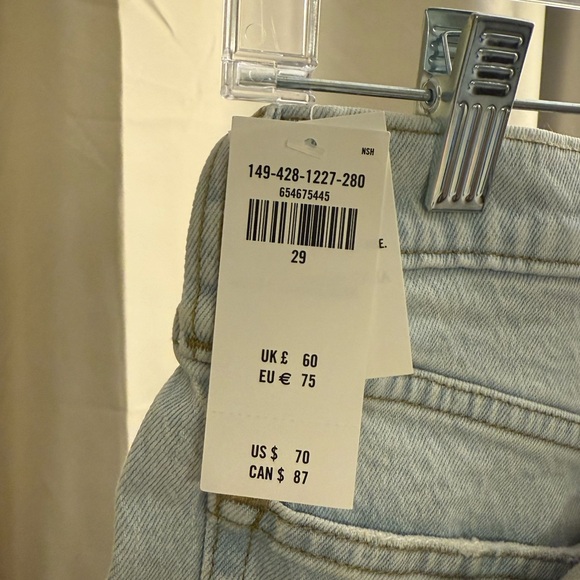 NSH
149-428-1227-280
654675445
E.
29
UK £ 60
EU € 75
US $ 70
CAN $ 87